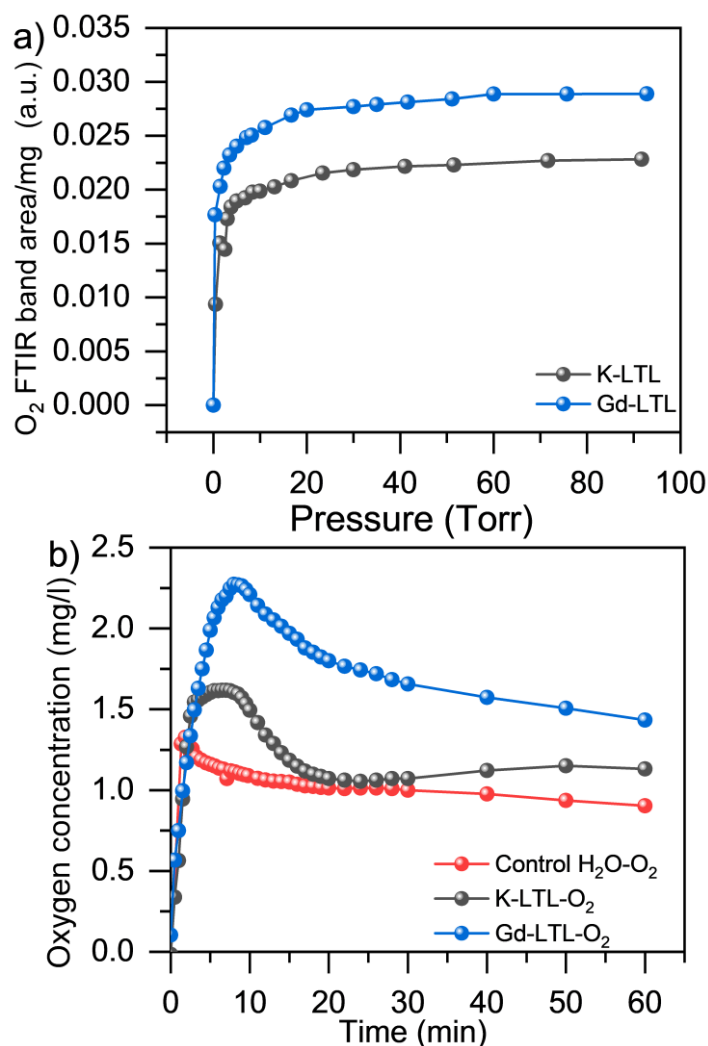 a)
O₂ FTIR band area/mg (a.u.)
0.035
0.030
0.025
0.020
0.015
0.010
0.005
0.000
K-LTL
Gd-LTL
0 20 40 60 80 100
Pressure (Torr)
b)
Oxygen concentration (mg/l)
2.5
2.0
1.5
1.0
0.5
0.0
Control H₂O-O₂
K-LTL-O₂
Gd-LTL-O₂
0 10 20 30 40 50 60
Time (min)